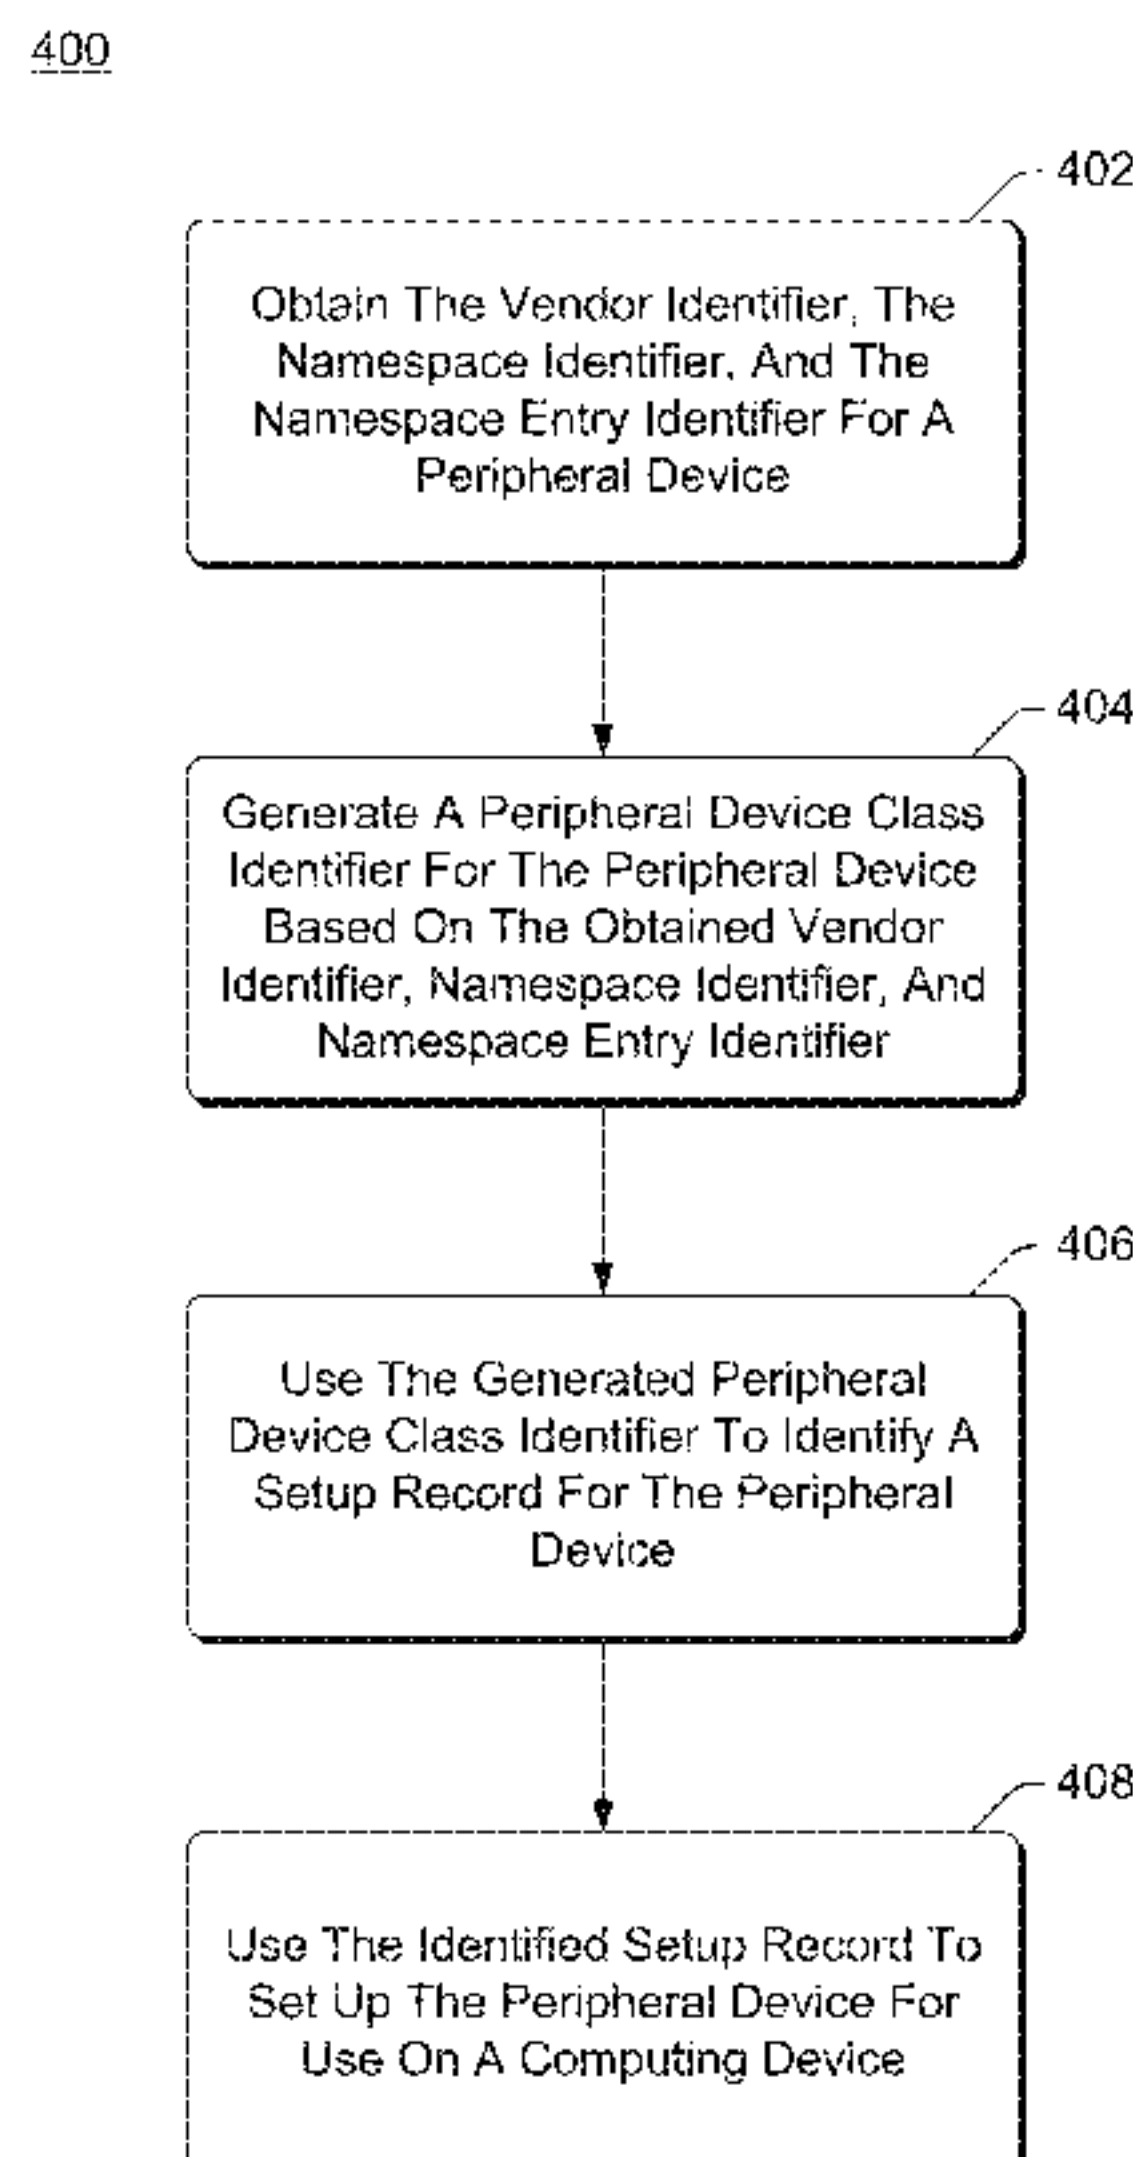 400
402
Obtain The Vendor Identifier, The
Namespace Identifier, And The
Namespace Entry Identifier For A
Peripheral Device
404
Generate A Peripheral Device Class
Identifier For The Peripheral Device
Based On The Obtained Vendor
Identifier, Namespace Identifier, And
Namespace Entry Identifier
406
Use The Generated Peripheral
Device Class Identifier To Identify A
Setup Record For The Peripheral
Device
408
Use The Identified Setup Record To
Set Up The Peripheral Device For
Use On A Computing Device